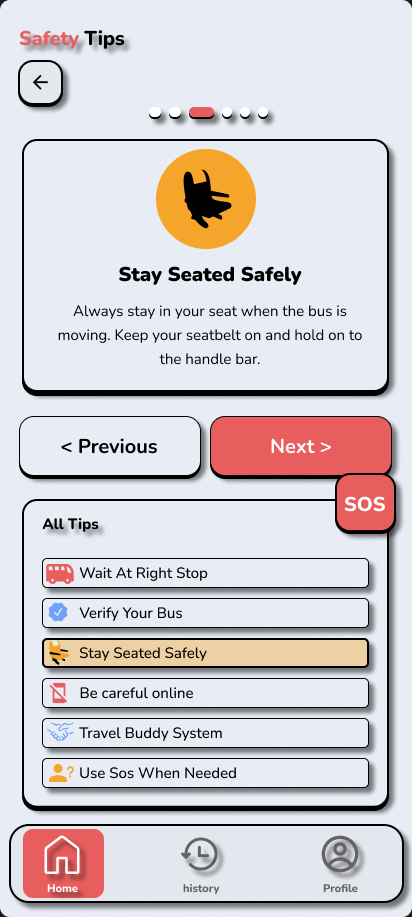 Safety Tips
Stay Seated Safely
Always stay in your seat when the bus is
moving. Keep your seatbelt on and hold on to
the handle bar.
< Previous
Next >
SOS
All Tips
Wait At Right Stop
Verify Your Bus
Stay Seated Safely
Be careful online
Travel Buddy System
Use Sos When Needed
Home
history
Profile